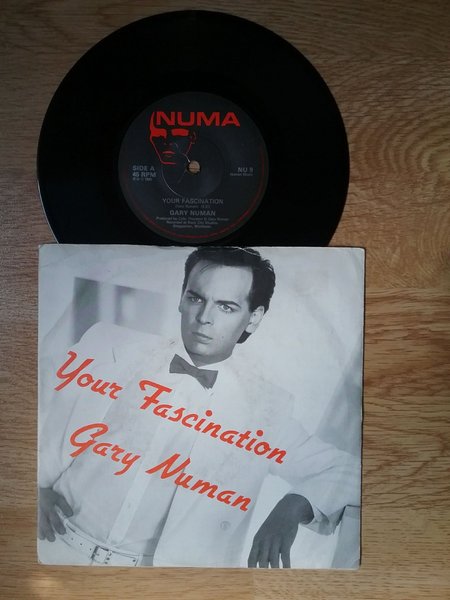 NUMA
SIDE A
45 RPM
NU 9
YOUR FASCINATION
GARY NUMAN
Your Fascination
Gary Numan